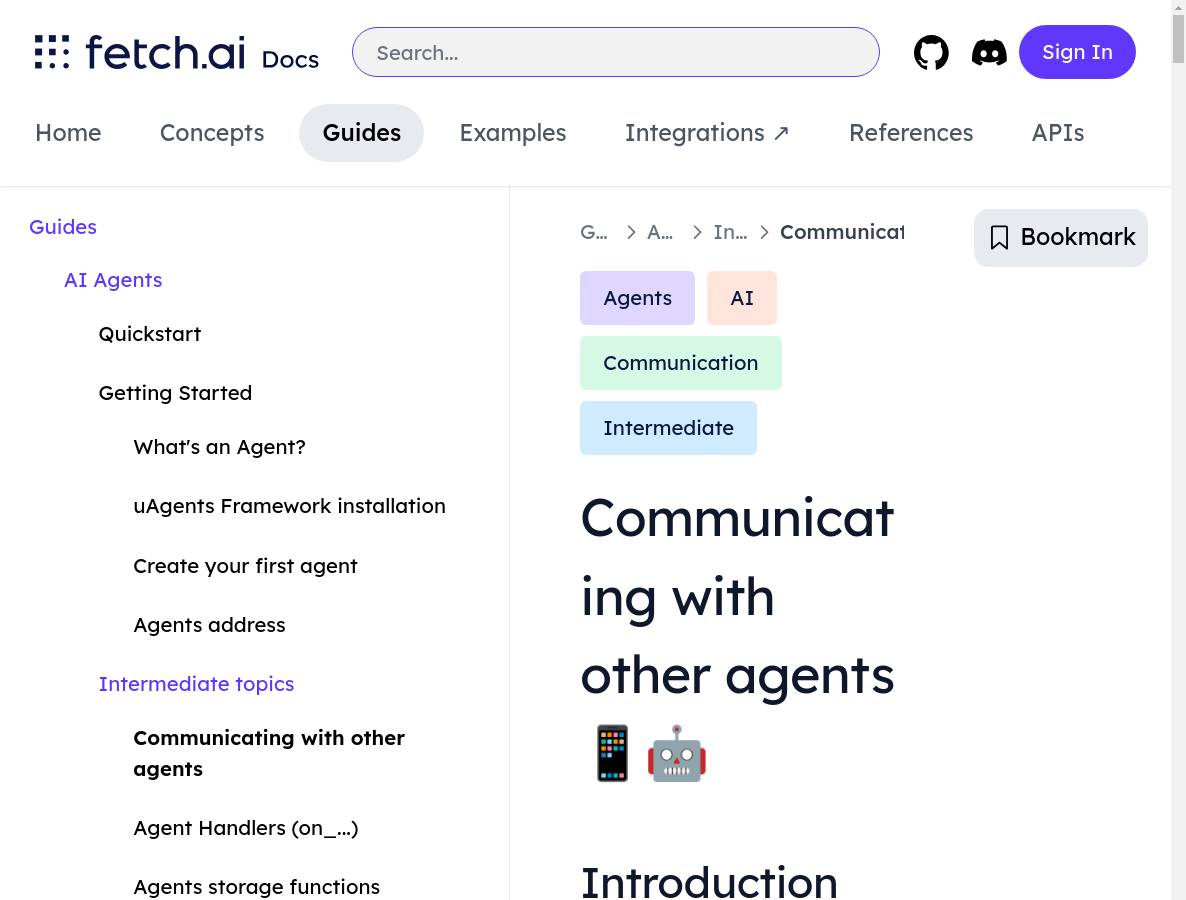 fetch.ai Docs
Search...
Sign In
Home Concepts Guides Examples Integrations ↗ References APIs
Guides
AI Agents
Quickstart
Getting Started
What's an Agent?
uAgents Framework installation
Create your first agent
Agents address
Intermediate topics
Communicating with other
agents
Agent Handlers (on_...)
Agents storage functions
G... > A... > In... > Communicat
Bookmark
Agents AI
Communication
Intermediate
Communicat
ing with
other agents
📱🤖
Introduction